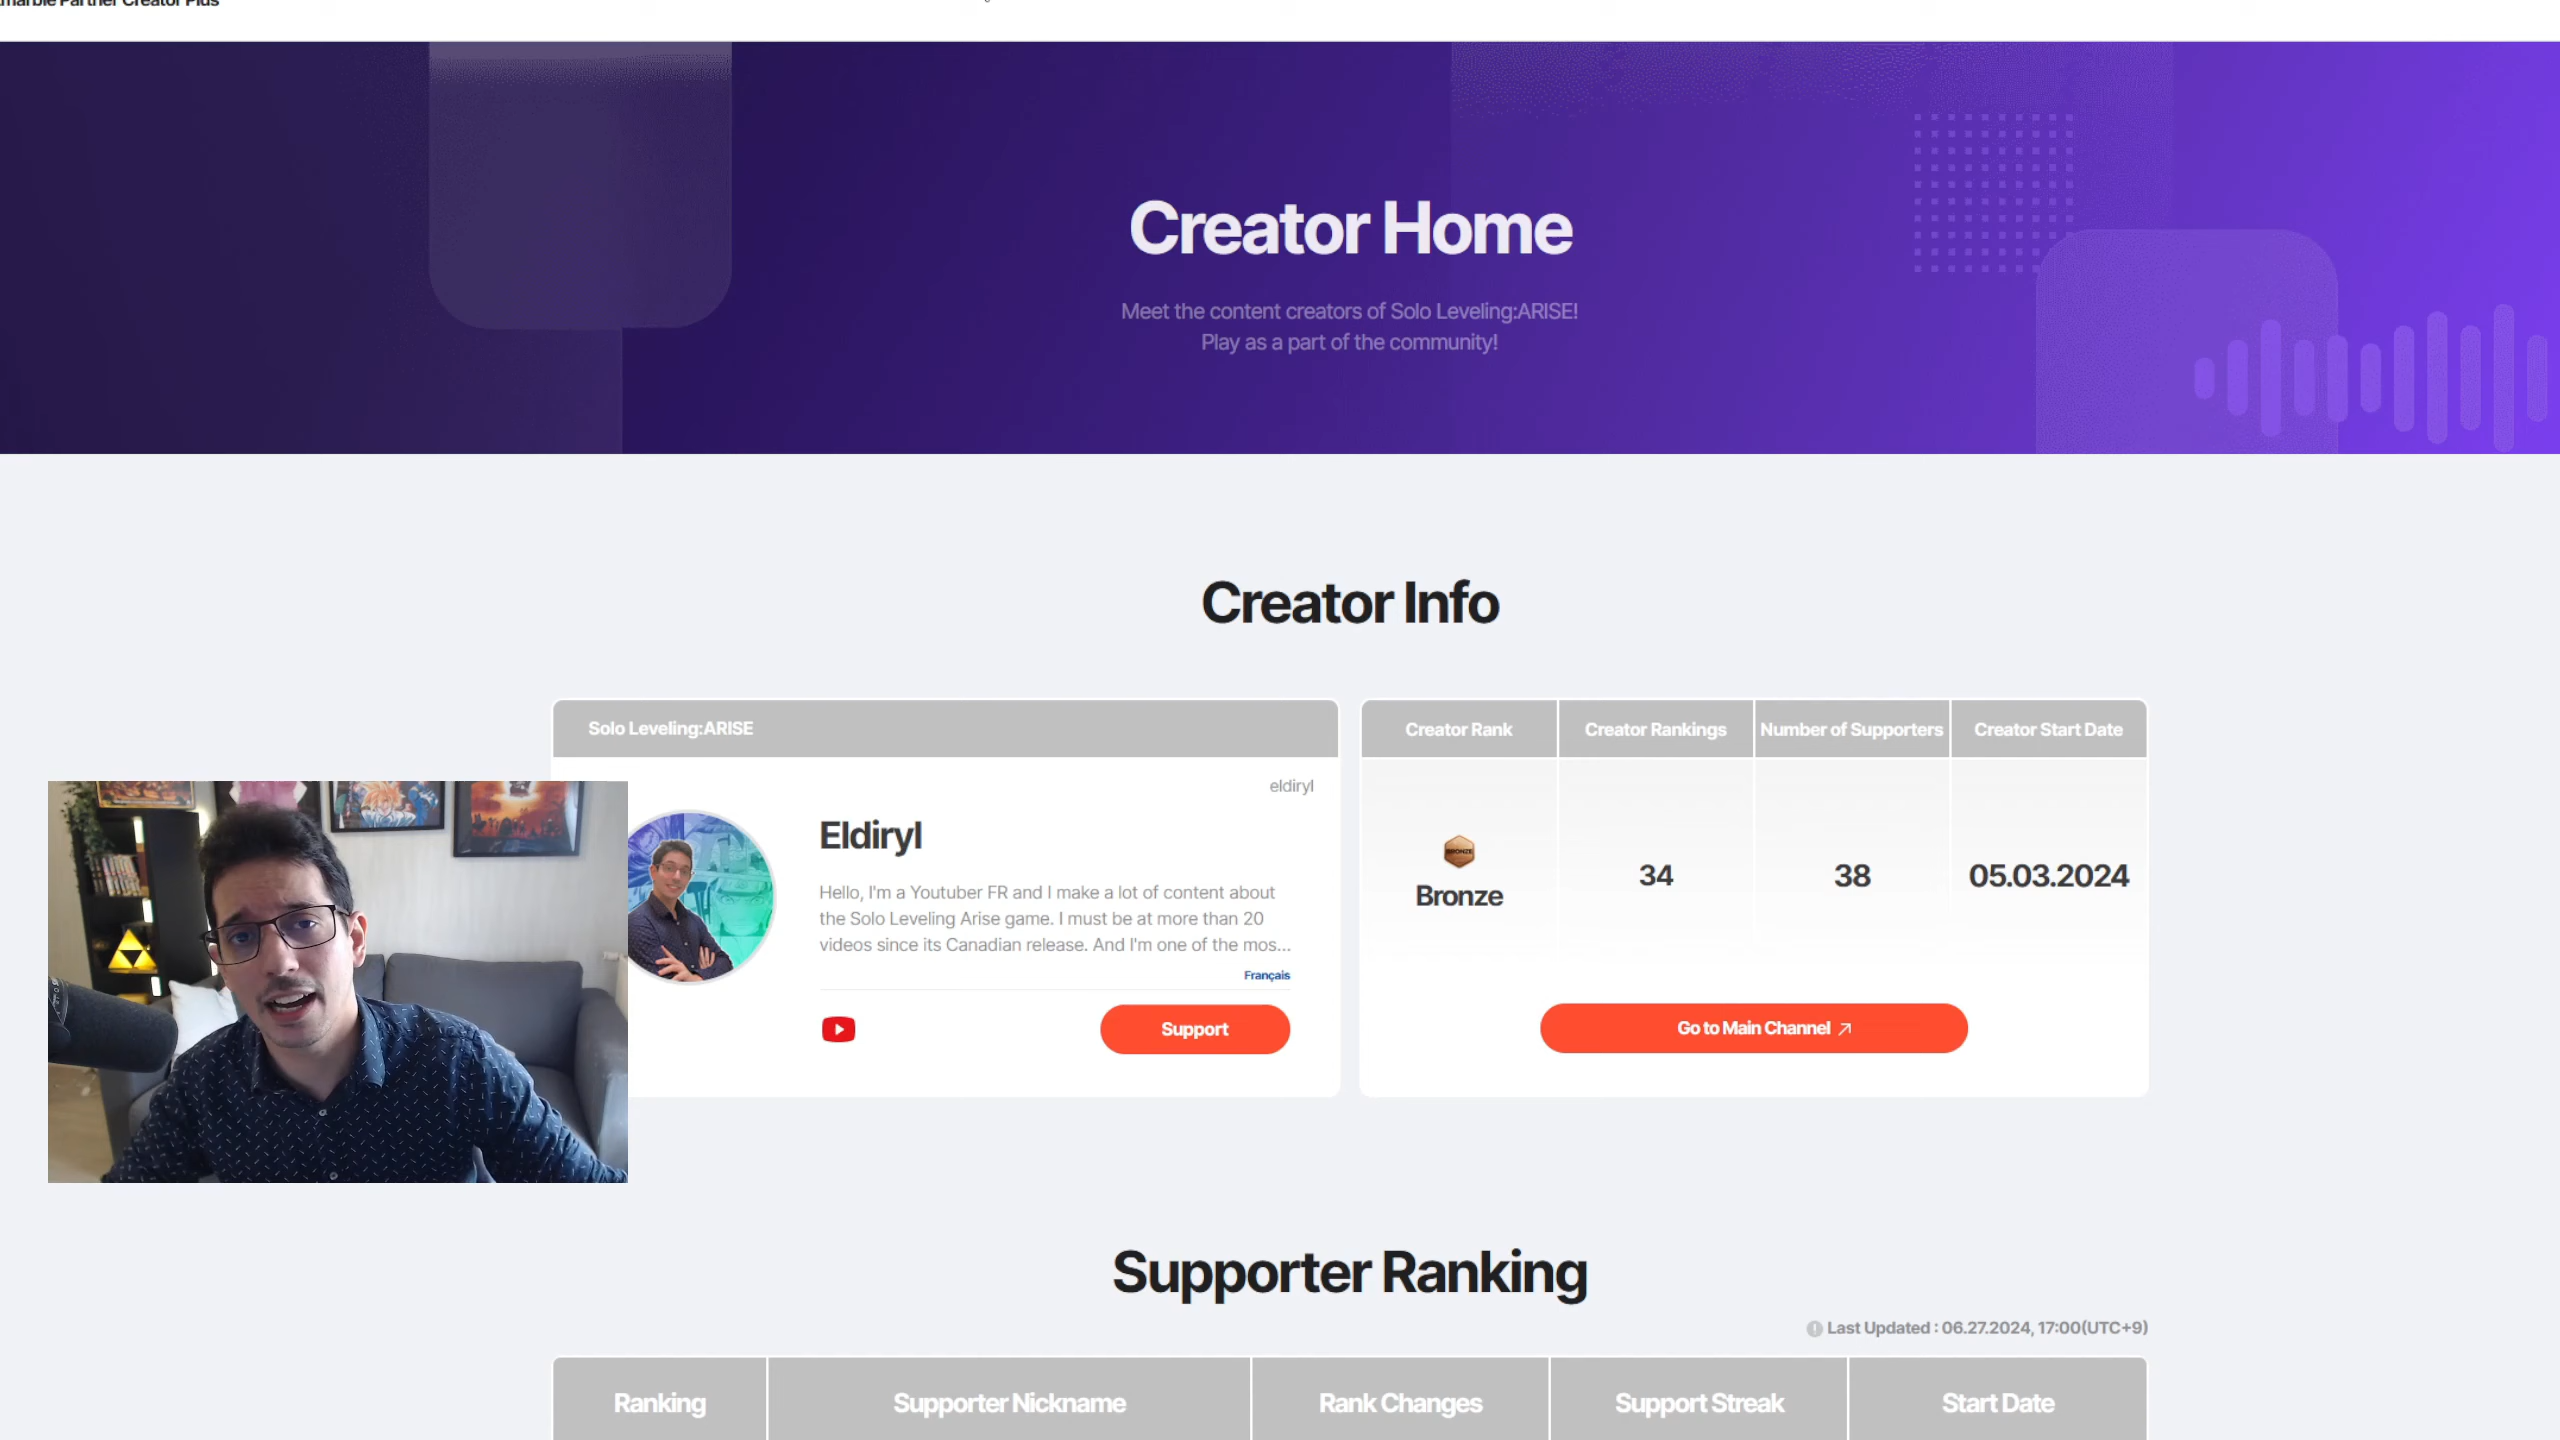 Partner Creator Plus
Creator Home
Meet the content creators of Solo Leveling:ARISE!
Play as a part of the community!
Creator Info
Solo Leveling:ARISE
eldiryl
Eldiryl
Hello, I'm a Youtuber FR and I make a lot of content about
the Solo Leveling Arise game. I must be at more than 20
videos since its Canadian release. And I'm one of the mos...
Français
Support
Creator Rank Creator Rankings Number of Supporters Creator Start Date
BRONZE
Bronze 34 38 05.03.2024
Go to Main Channel
Supporter Ranking
Last Updated : 06.27.2024, 17:00(UTC+9)
Ranking Supporter Nickname Rank Changes Support Streak Start Date